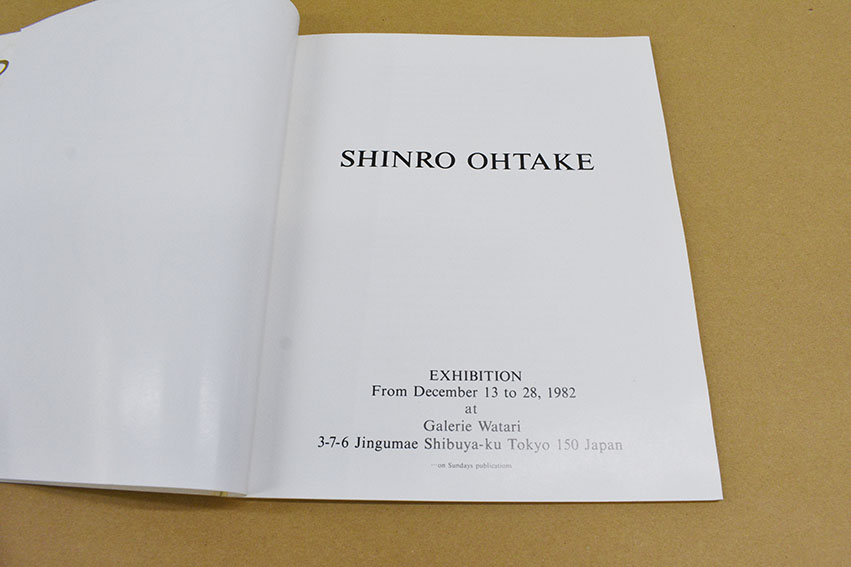 SHINRO OHTAKE
EXHIBITION
From December 13 to 28, 1982
at
Galerie Watari
3-7-6 Jingumae Shibuya-ku Tokyo 150 Japan
…on Sundays publications